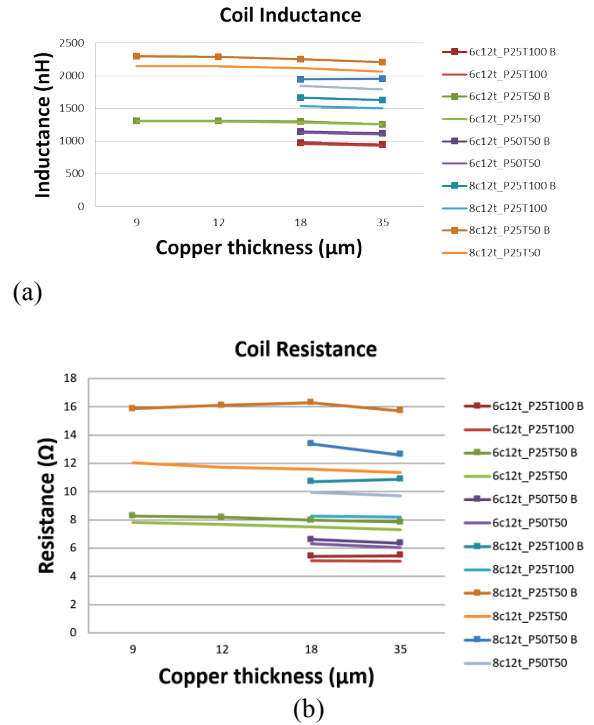 Coil Inductance
2500
2000
1500
1000
500
0
Inductance (nH)
9 12 18 35
Copper thickness (µm)
6c12t_P25T100 B
6c12t_P25T100
6c12t_P25T50 B
6c12t_P25T50
6c12t_P50T50 B
6c12t_P50T50
8c12t_P25T100 B
8c12t_P25T100
8c12t_P25T50 B
8c12t_P25T50
(a)
Coil Resistance
18
16
14
12
10
8
6
4
2
0
Resistance (Ω)
9 12 18 35
Copper thickness (µm)
6c12t_P25T100 B
6c12t_P25T100
6c12t_P25T50 B
6c12t_P25T50
6c12t_P50T50 B
6c12t_P50T50
8c12t_P25T100 B
8c12t_P25T100
8c12t_P25T50 B
8c12t_P25T50
8c12t_P50T50 B
8c12t_P50T50
(b)